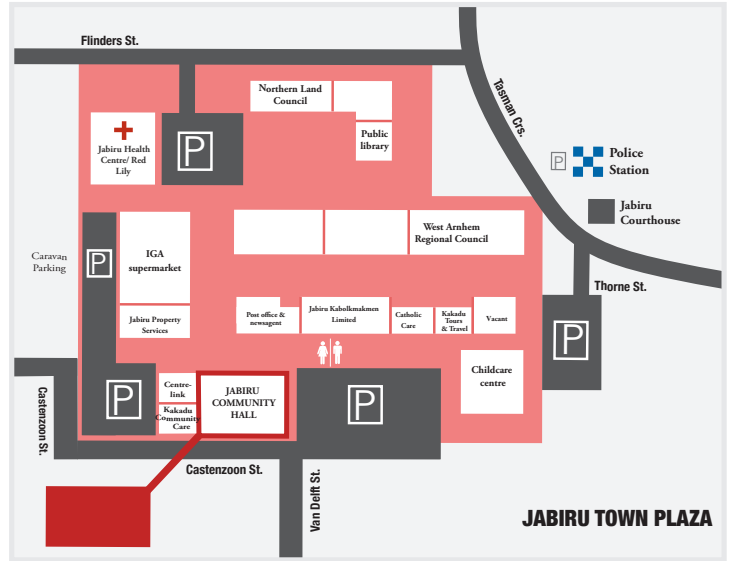 Flinders St.
Tasman Crs.
Northern Land
Council
Public
library
Jabiru Health
Centre/ Red
Lily
P
P
Police
Station
Jabiru
Courthouse
Caravan
Parking
P
IGA
supermarket
West Arnhem
Regional Council
Thorne St.
Jabiru Property
Services
Post office &
newsagent
Jabiru Kabolkmakmen
Limited
Catholic
Care
Kakadu
Tours
& Travel
Vacant
P
Childcare
centre
Castenzoon St.
P
Centre-
link
Kakadu
Community
Care
JABIRU
COMMUNITY
HALL
P
Castenzoon St.
Van Delft St.
JABIRU TOWN PLAZA